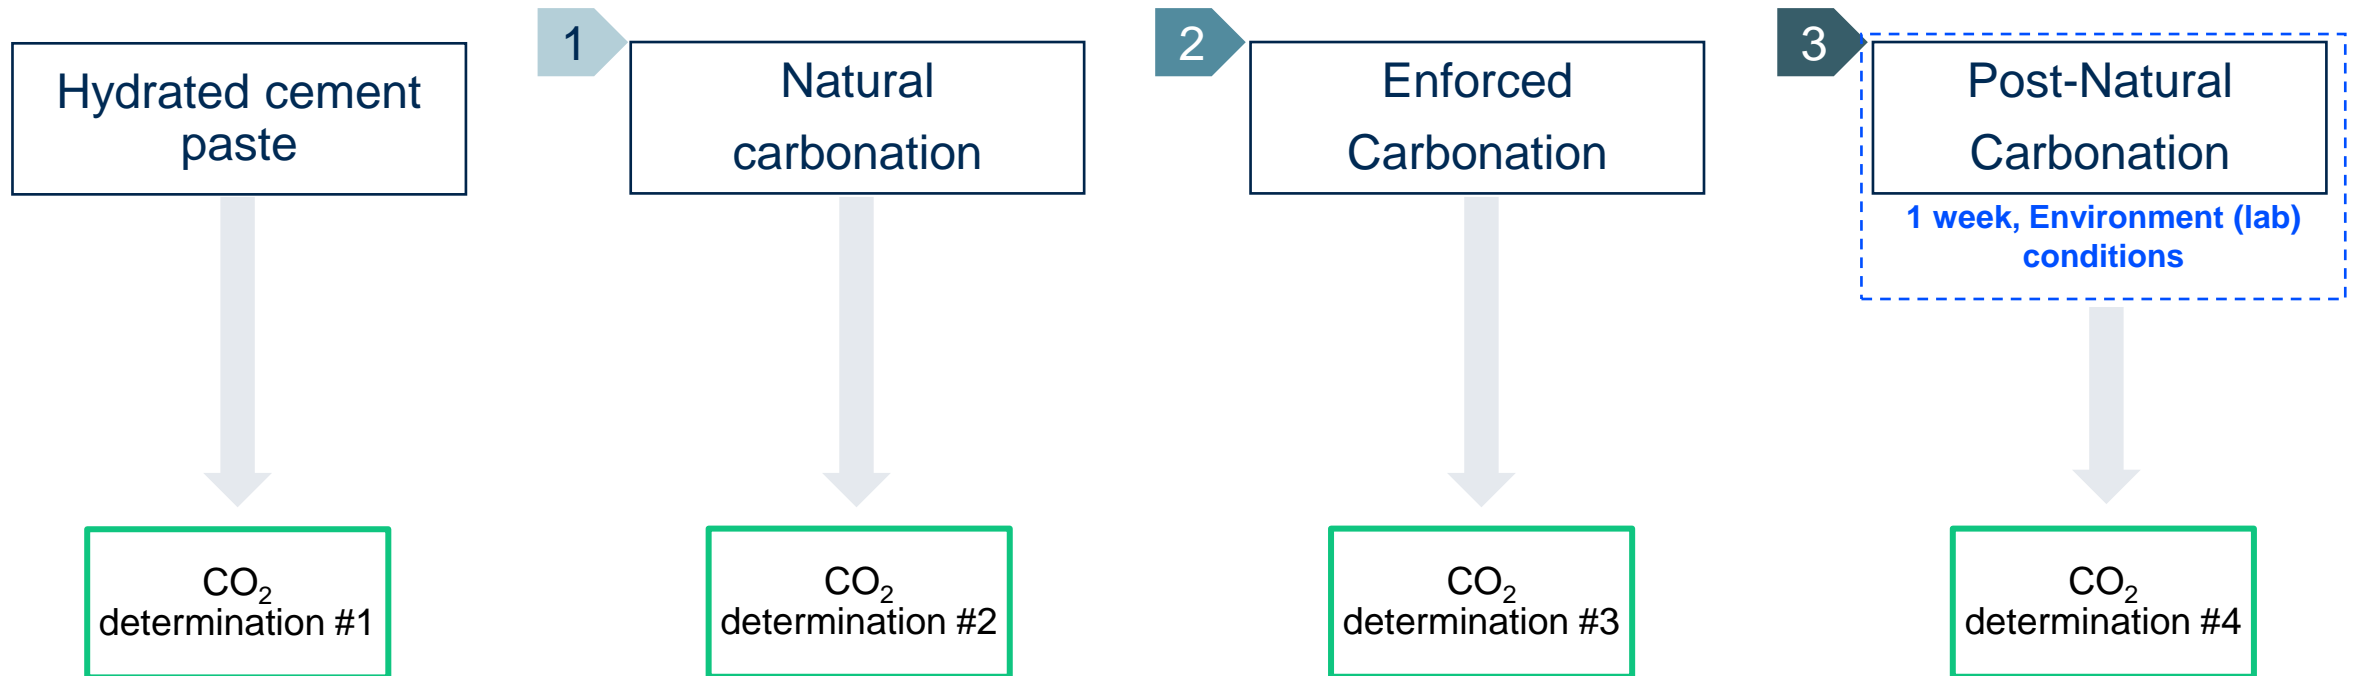 Hydrated cement
paste
1
Natural
carbonation
2
Enforced
Carbonation
3
Post-Natural
Carbonation
1 week, Environment (lab)
conditions
CO₂
determination #1
CO₂
determination #2
CO₂
determination #3
CO₂
determination #4